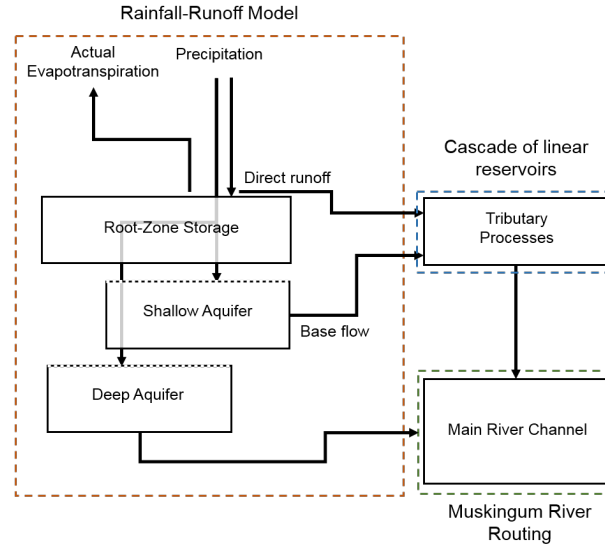 Rainfall-Runoff Model
Actual
Evapotranspiration
Precipitation
Direct runoff
Cascade of linear
reservoirs
Root-Zone Storage
Tributary
Processes
Shallow Aquifer
Base flow
Deep Aquifer
Main River Channel
Muskingum River
Routing